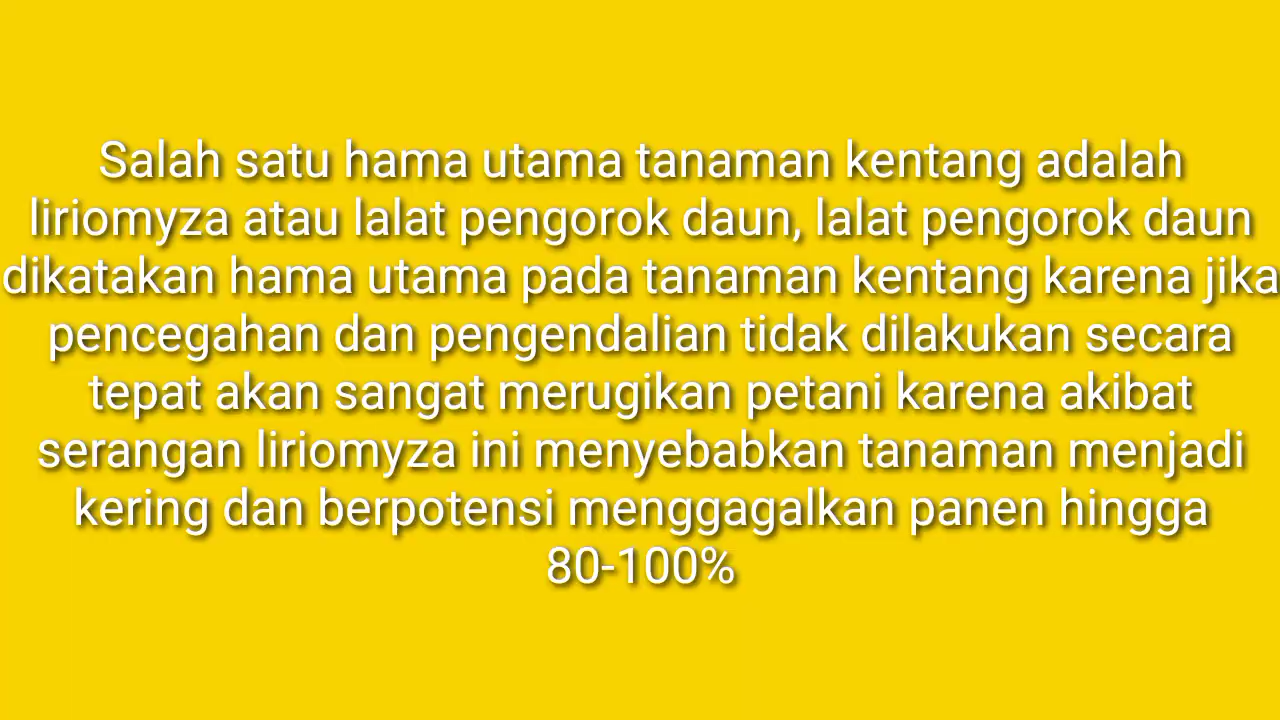 Salah satu hama utama tanaman kentang adalah
liriomyza atau lalat pengorok daun, lalat pengorok daun
dikatakan hama utama pada tanaman kentang karena jika
pencegahan dan pengendalian tidak dilakukan secara
tepat akan sangat merugikan petani karena akibat
serangan liriomyza ini menyebabkan tanaman menjadi
kering dan berpotensi menggagalkan panen hingga
80-100%